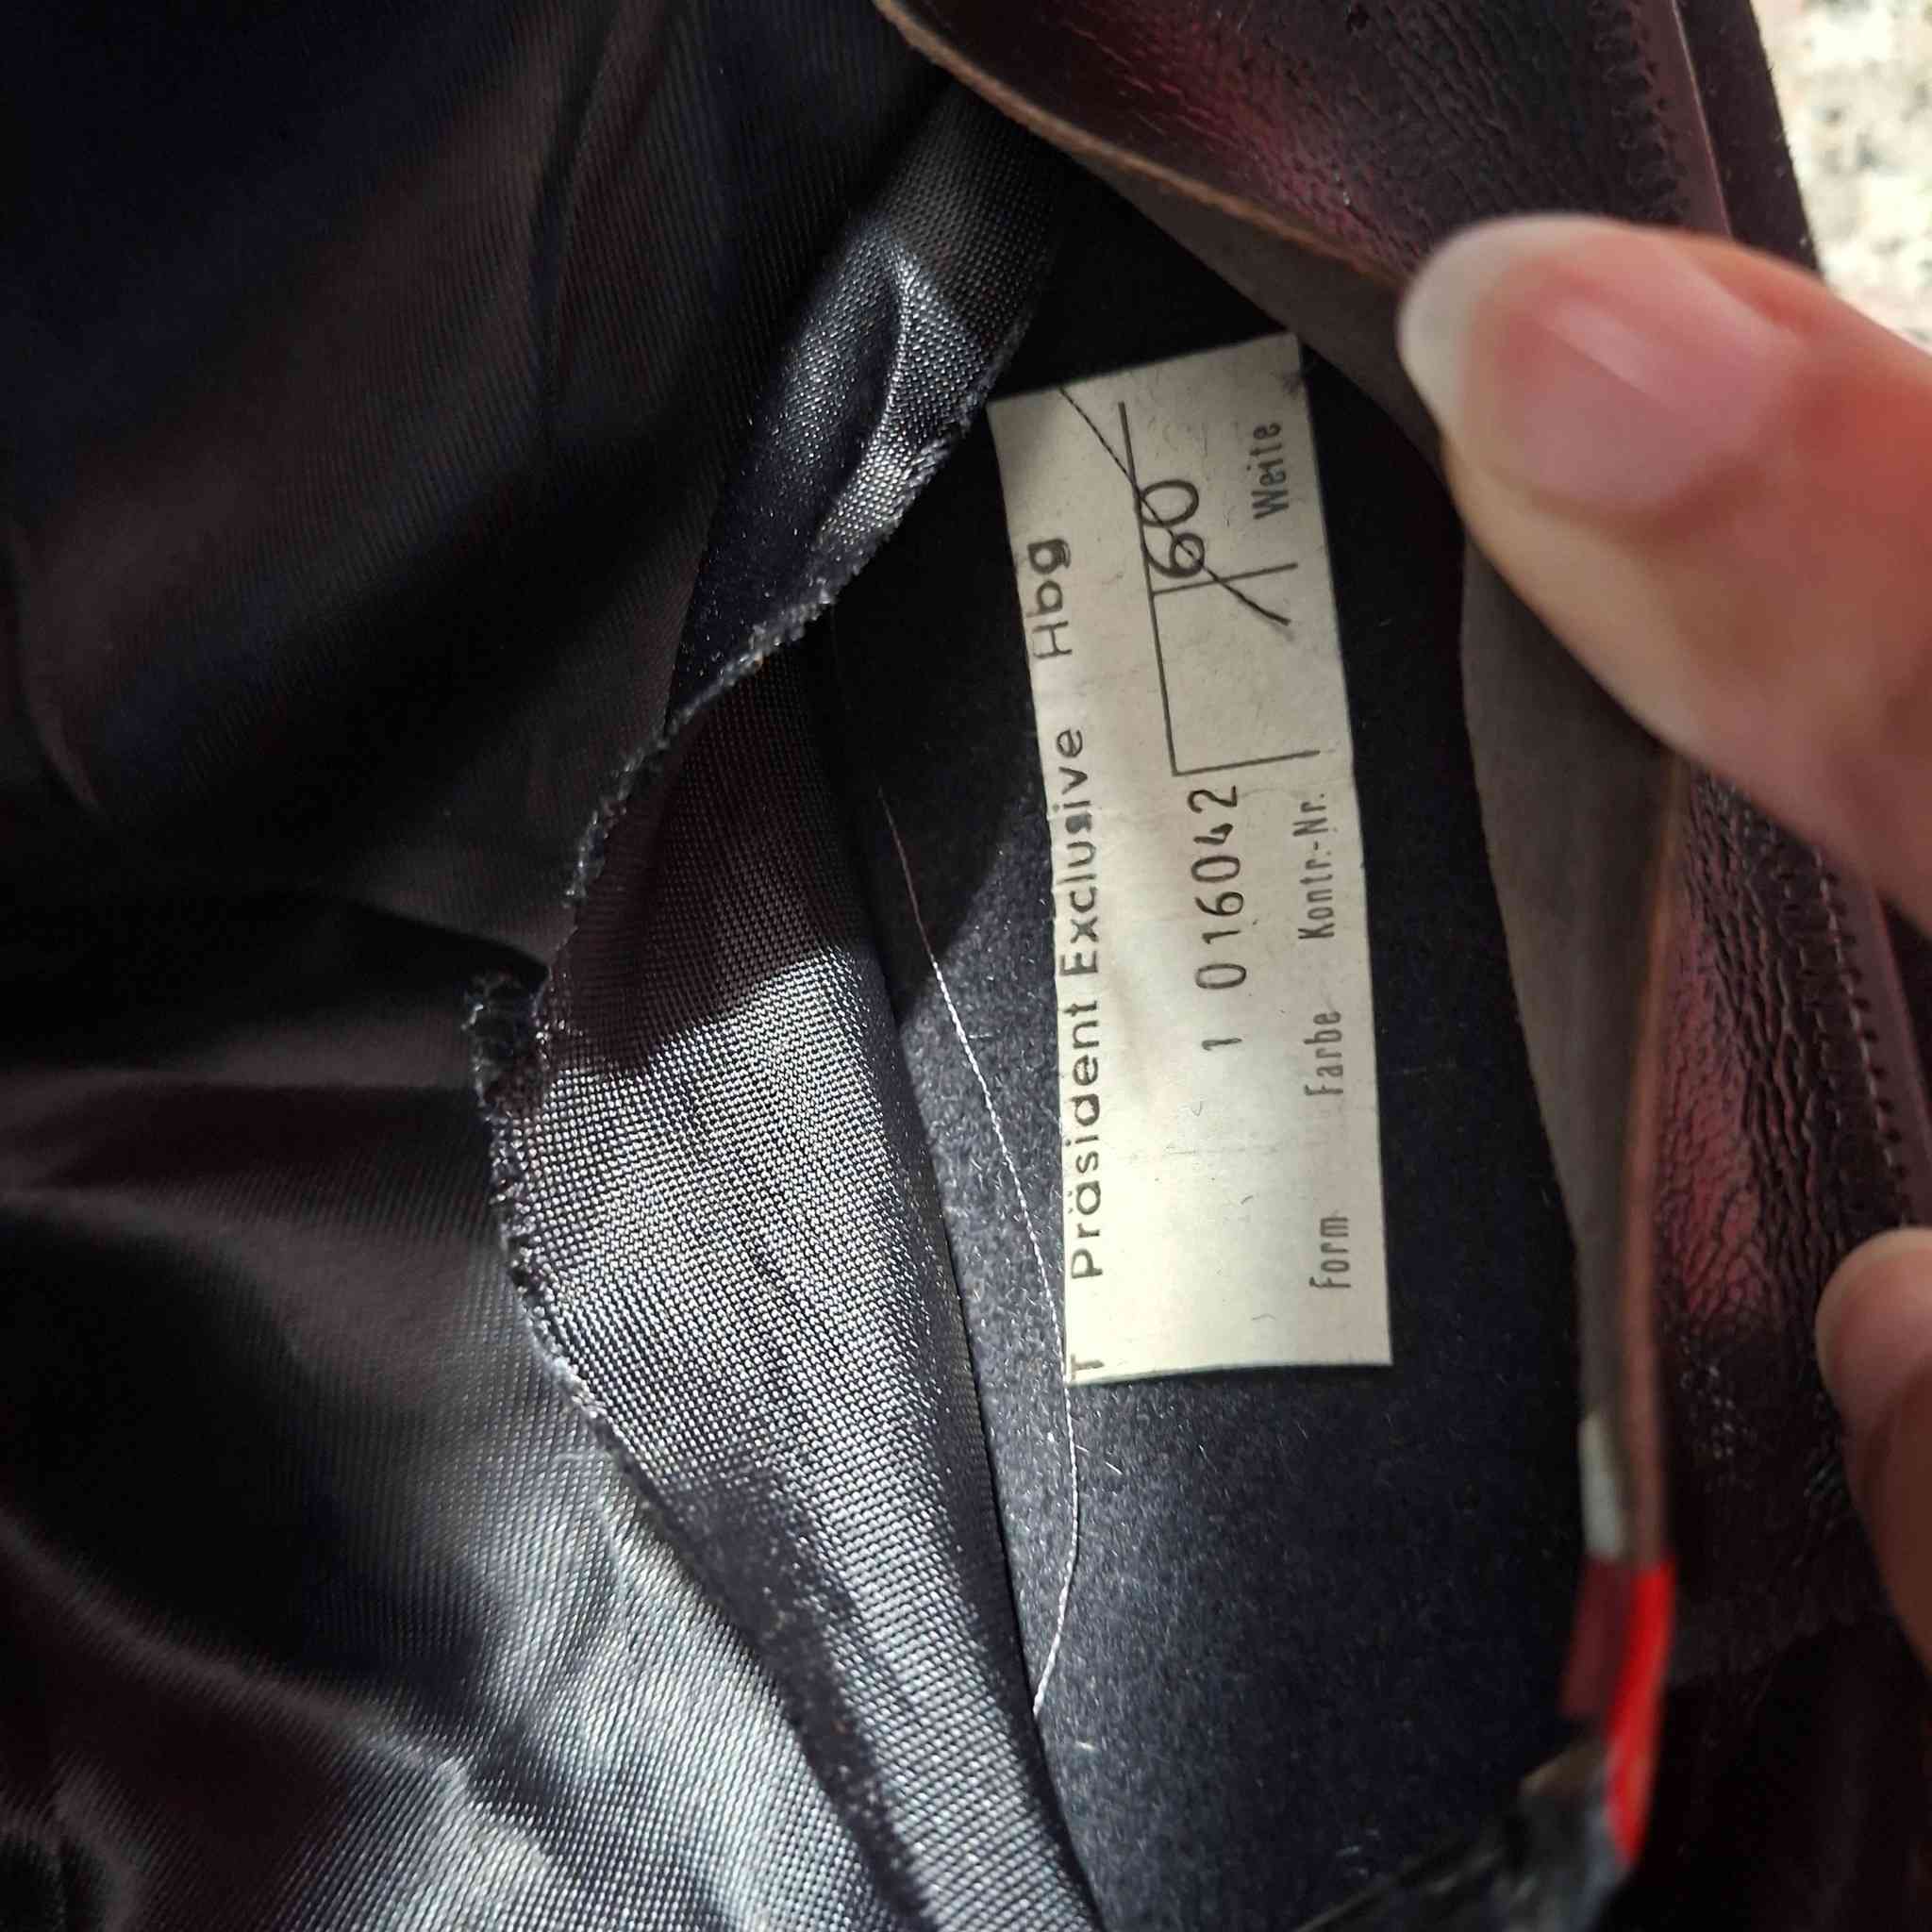 T Präsident Exclusive Hbg
1 016042 60
Form Farbe Kontr.-Nr. Weite